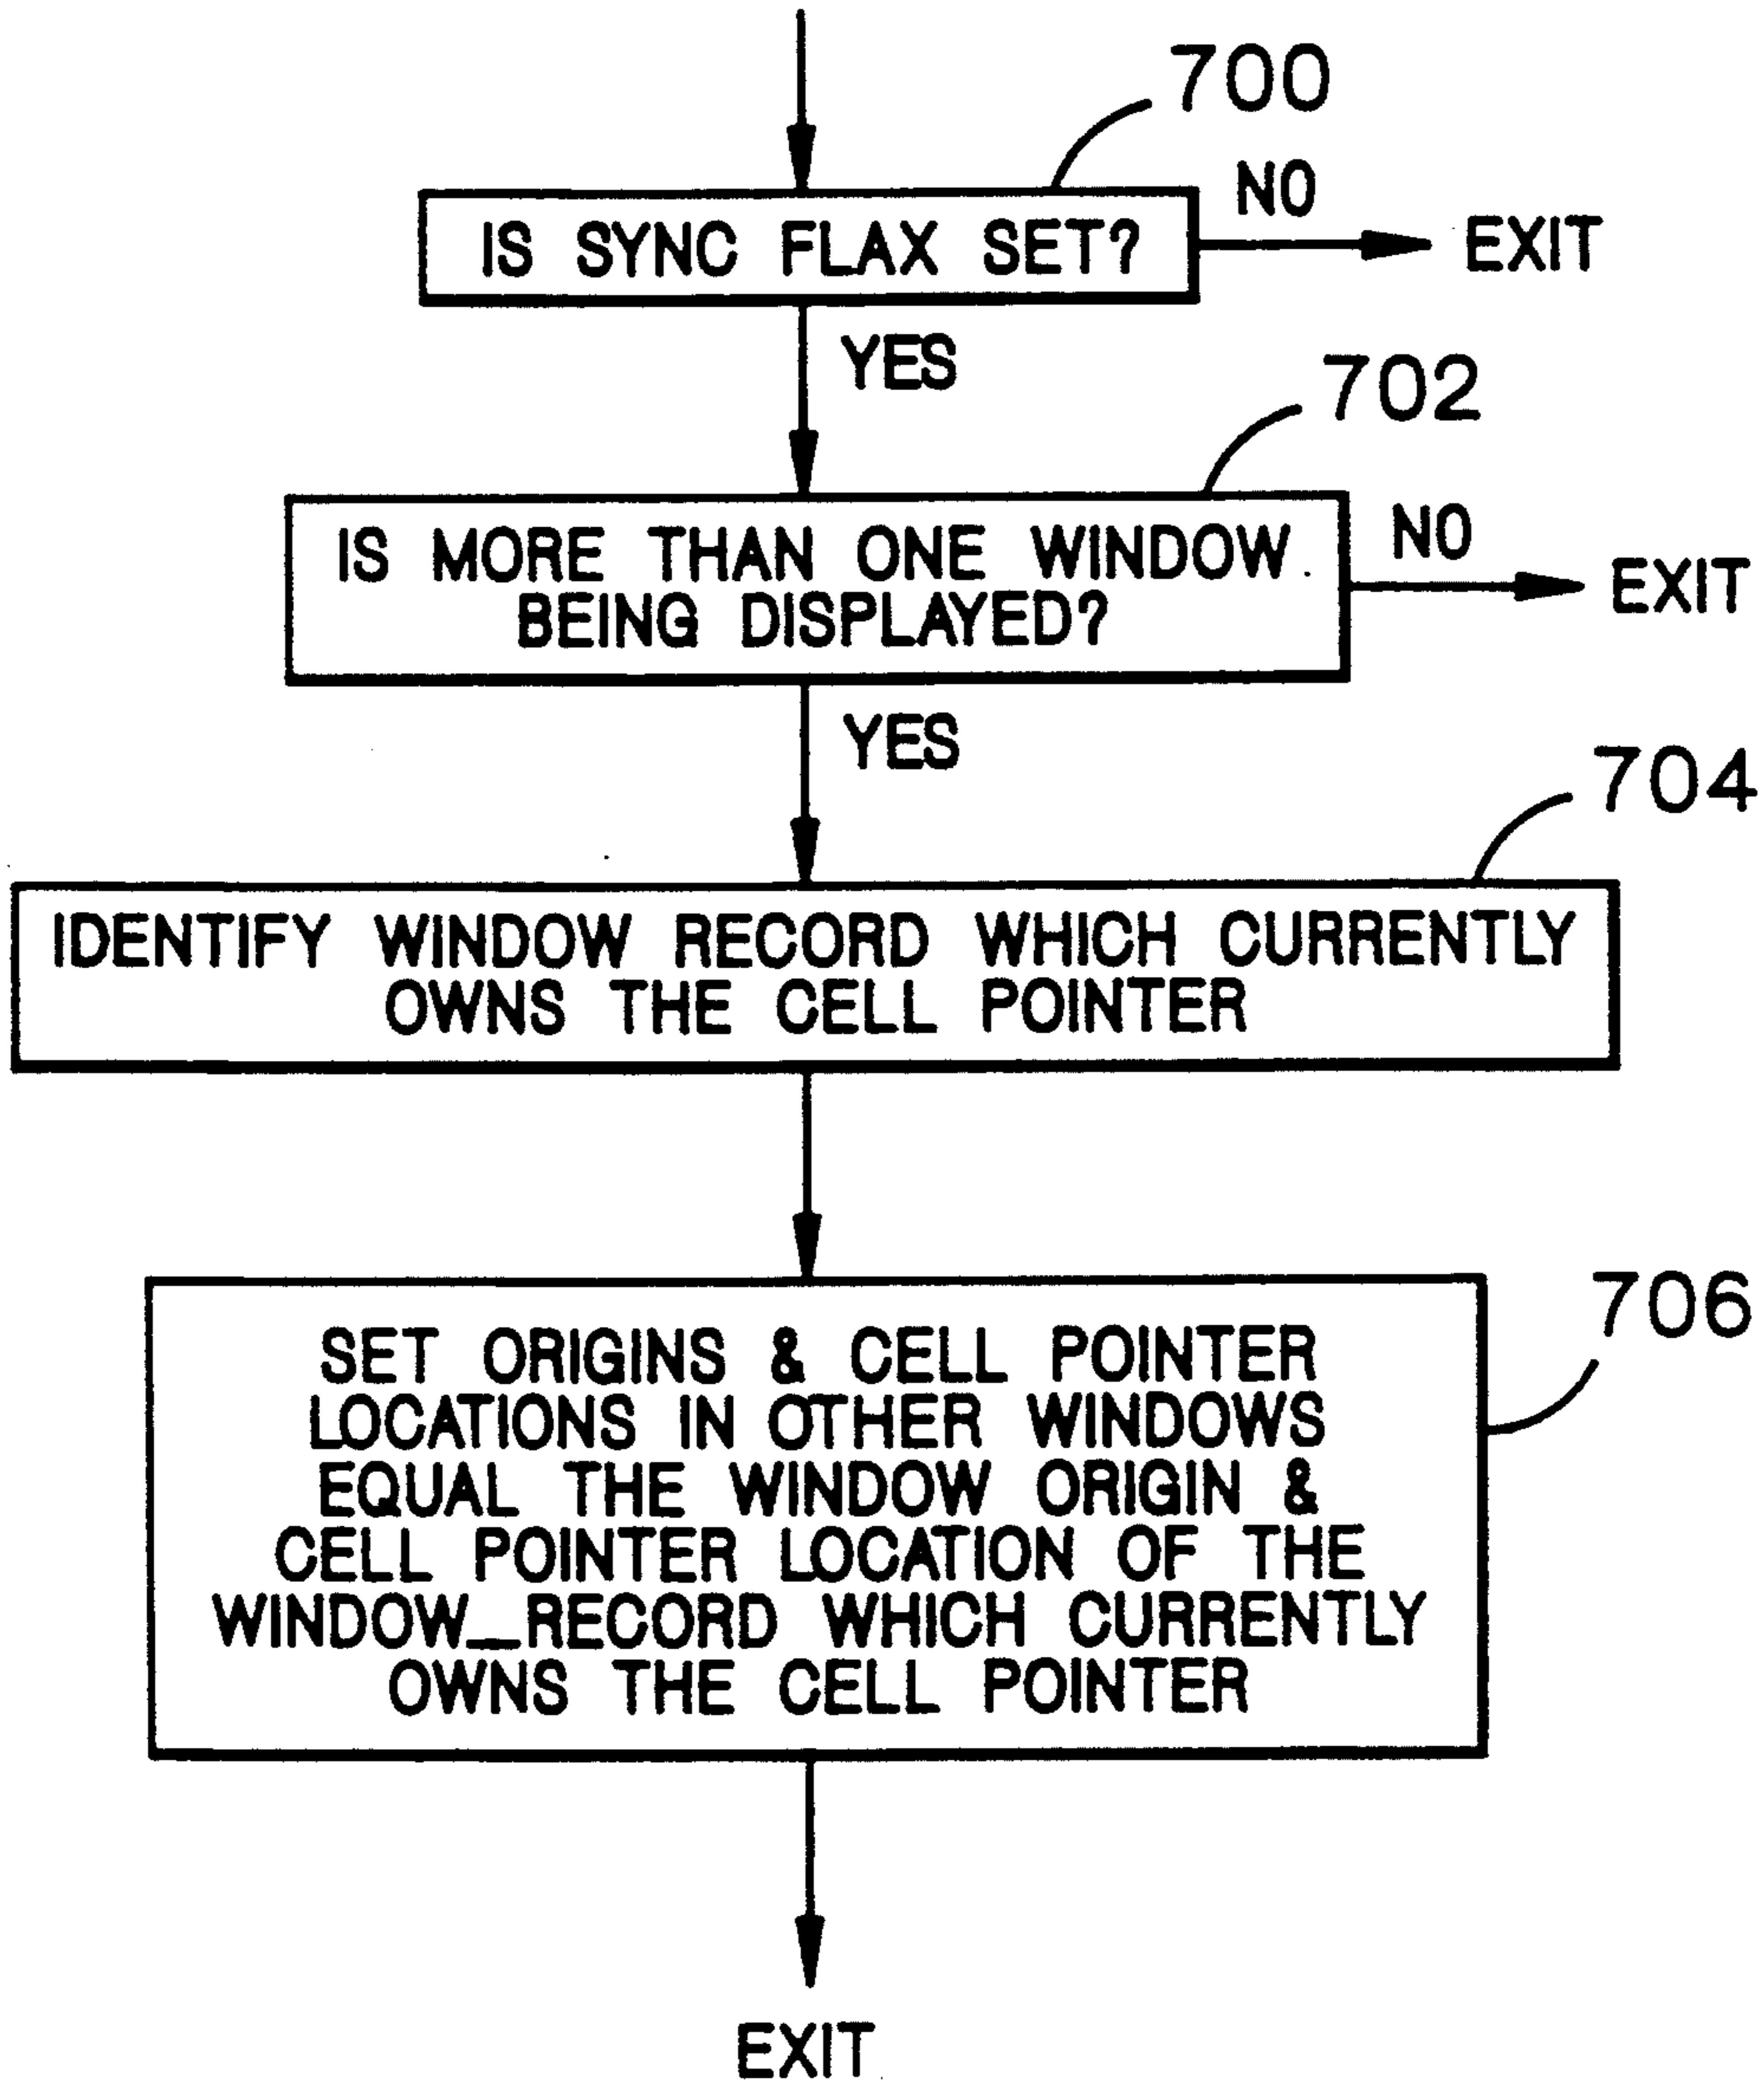 700
NO
IS SYNC FLAX SET?
EXIT
YES
702
NO
IS MORE THAN ONE WINDOW
BEING DISPLAYED?
EXIT
YES
704
IDENTIFY WINDOW RECORD WHICH CURRENTLY
OWNS THE CELL POINTER
706
SET ORIGINS & CELL POINTER
LOCATIONS IN OTHER WINDOWS
EQUAL THE WINDOW ORIGIN &
CELL POINTER LOCATION OF THE
WINDOW_RECORD WHICH CURRENTLY
OWNS THE CELL POINTER
EXIT